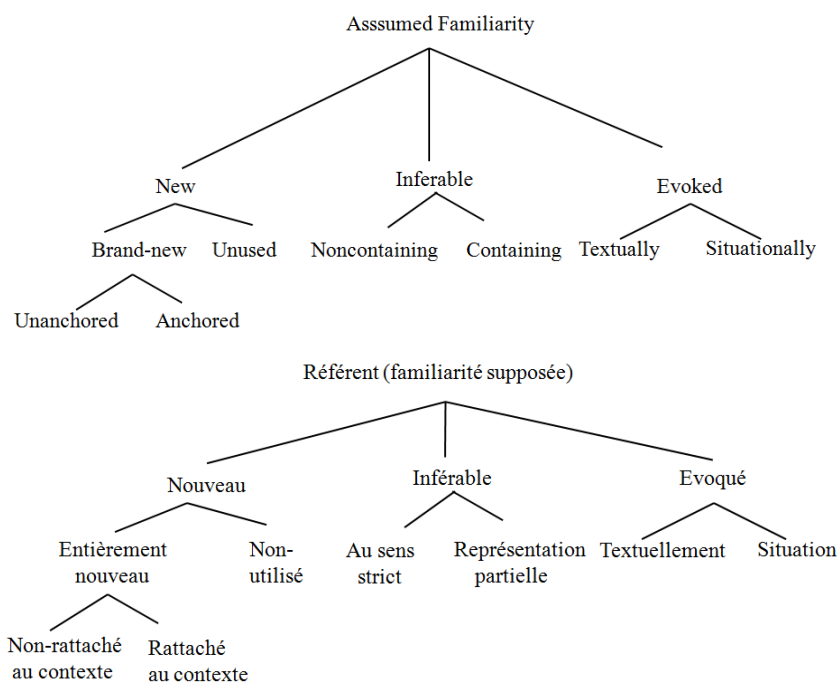 Asssumed Familiarity
New Inferable Evoked
Brand-new Unused Noncontaining Containing Textually Situationally
Unanchored Anchored
Référent (familiarité supposée)
Nouveau Inférable Evoqué
Entièrement nouveau Non-utilisé Au sens strict Représentation partielle Textuellement Situation
Non-rattaché au contexte Rattaché au contexte